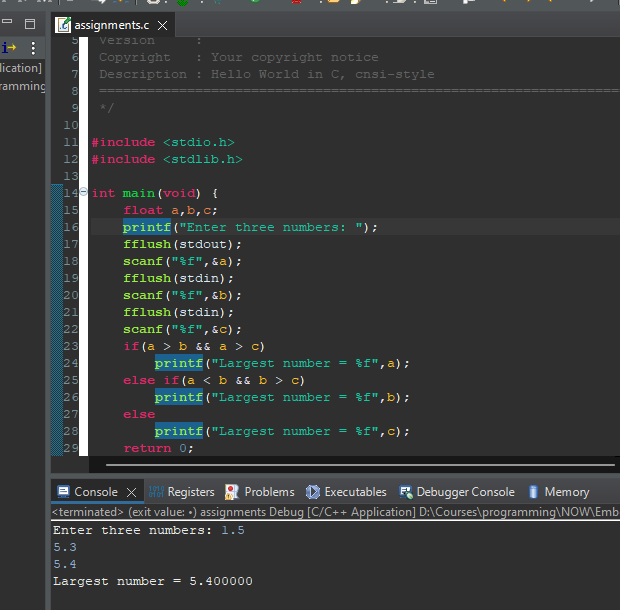 assignments.c
5 Version :
6 Copyright : Your copyright notice
7 Description : Hello World in C, cnsi-style
8 ============================================================
9 */
10
11 #include <stdio.h>
12 #include <stdlib.h>
13
14 int main(void) {
15 float a,b,c;
16 printf("Enter three numbers: ");
17 fflush(stdout);
18 scanf("%f",&a);
19 fflush(stdin);
20 scanf("%f",&b);
21 fflush(stdin);
22 scanf("%f",&c);
23 if(a > b && a > c)
24 printf("Largest number = %f",a);
25 else if(a < b && b > c)
26 printf("Largest number = %f",b);
27 else
28 printf("Largest number = %f",c);
29 return 0;
lication]
ramming
Console Registers Problems Executables Debugger Console Memory
<terminated> (exit value: •) assignments Debug [C/C++ Application] D:\Courses\programming\NOW\Emb
Enter three numbers: 1.5
5.3
5.4
Largest number = 5.400000